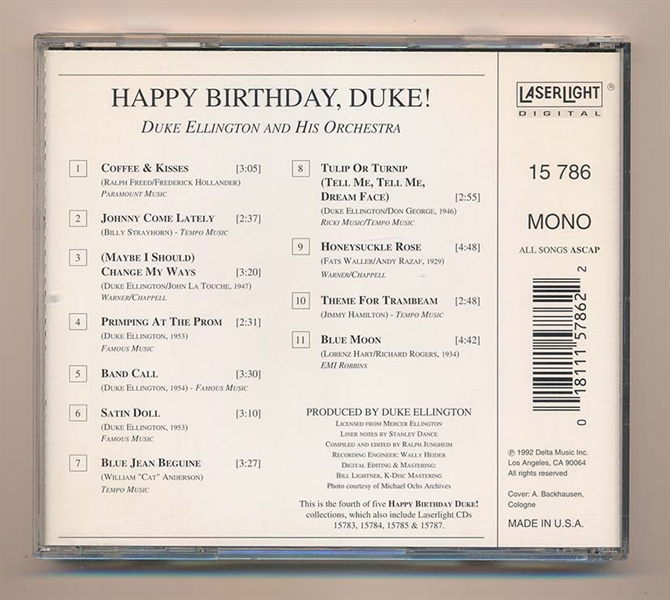 HAPPY BIRTHDAY, DUKE!
DUKE ELLINGTON AND HIS ORCHESTRA
1 COFFEE & KISSES [3:05]
(RALPH FREED/FREDERICK HOLLANDER)
PARAMOUNT MUSIC
2 JOHNNY COME LATELY [2:37]
(BILLY STRAYHORN) - TEMPO MUSIC
3 (MAYBE I SHOULD)
CHANGE MY WAYS [3:20]
(DUKE ELLINGTON/JOHN LA TOUCHE, 1947)
WARNER/CHAPPELL
4 PRIMPING AT THE PROM [2:31]
(DUKE ELLINGTON, 1953)
FAMOUS MUSIC
5 BAND CALL [3:30]
(DUKE ELLINGTON, 1954) - FAMOUS MUSIC
6 SATIN DOLL [3:10]
(DUKE ELLINGTON, 1953)
FAMOUS MUSIC
7 BLUE JEAN BEGUINE [3:27]
(WILLIAM "CAT" ANDERSON)
TEMPO MUSIC
8 TULIP OR TURNIP
(TELL ME, TELL ME,
DREAM FACE) [2:55]
(DUKE ELLINGTON/DON GEORGE, 1946)
RICKI MUSIC/TEMPO MUSIC
9 HONEYSUCKLE ROSE [4:48]
(FATS WALLER/ANDY RAZAF, 1929)
WARNER/CHAPPELL
10 THEME FOR TRAMBEAM [2:48]
(JIMMY HAMILTON) - TEMPO MUSIC
11 BLUE MOON [4:42]
(LORENZ HART/RICHARD ROGERS, 1934)
EMI ROBBINS
PRODUCED BY DUKE ELLINGTON
LICENSED FROM MERCER ELLINGTON
LINER NOTES BY STANLEY DANCE
COMPILED AND EDITED BY RALPH JUNGHEIM
RECORDING ENGINEER: WALLY HEIDER
DIGITAL EDITING & MASTERING:
BILL LIGHTNER, K-DISC MASTERING
Photo courtesy of Michael Ochs Archives
This is the fourth of five HAPPY BIRTHDAY DUKE!
collections, which also include Laserlight CDs
15783, 15784, 15785 & 15787.
LASERLIGHT ®
DIGITAL
15 786
MONO
ALL SONGS ASCAP
0 18111 57862 2
℗ 1992 Delta Music Inc.
Los Angeles, CA 90064
All rights reserved
Cover: A. Backhausen,
Cologne
MADE IN U.S.A.